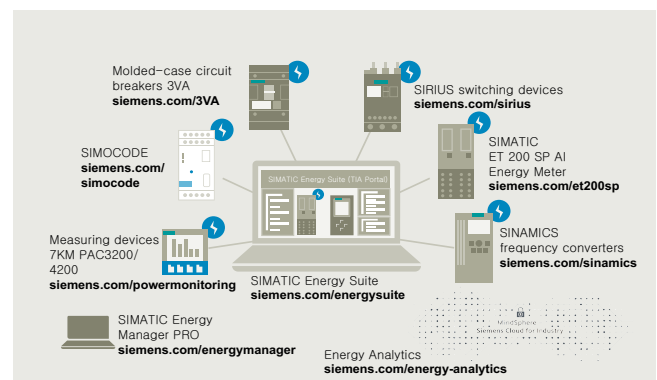 Molded-case circuit
breakers 3VA
siemens.com/3VA
SIRIUS switching devices
siemens.com/sirius
SIMOCODE
siemens.com/
simocode
SIMATIC
ET 200 SP AI
Energy Meter
siemens.com/et200sp
SIMATIC Energy Suite (TIA Portal)
Measuring devices
7KM PAC3200/
4200
siemens.com/powermonitoring
SINAMICS
frequency converters
siemens.com/sinamics
SIMATIC Energy Suite
siemens.com/energysuite
MindSphere
Siemens Cloud for Industry
SIMATIC Energy
Manager PRO
siemens.com/energymanager
Energy Analytics
siemens.com/energy-analytics